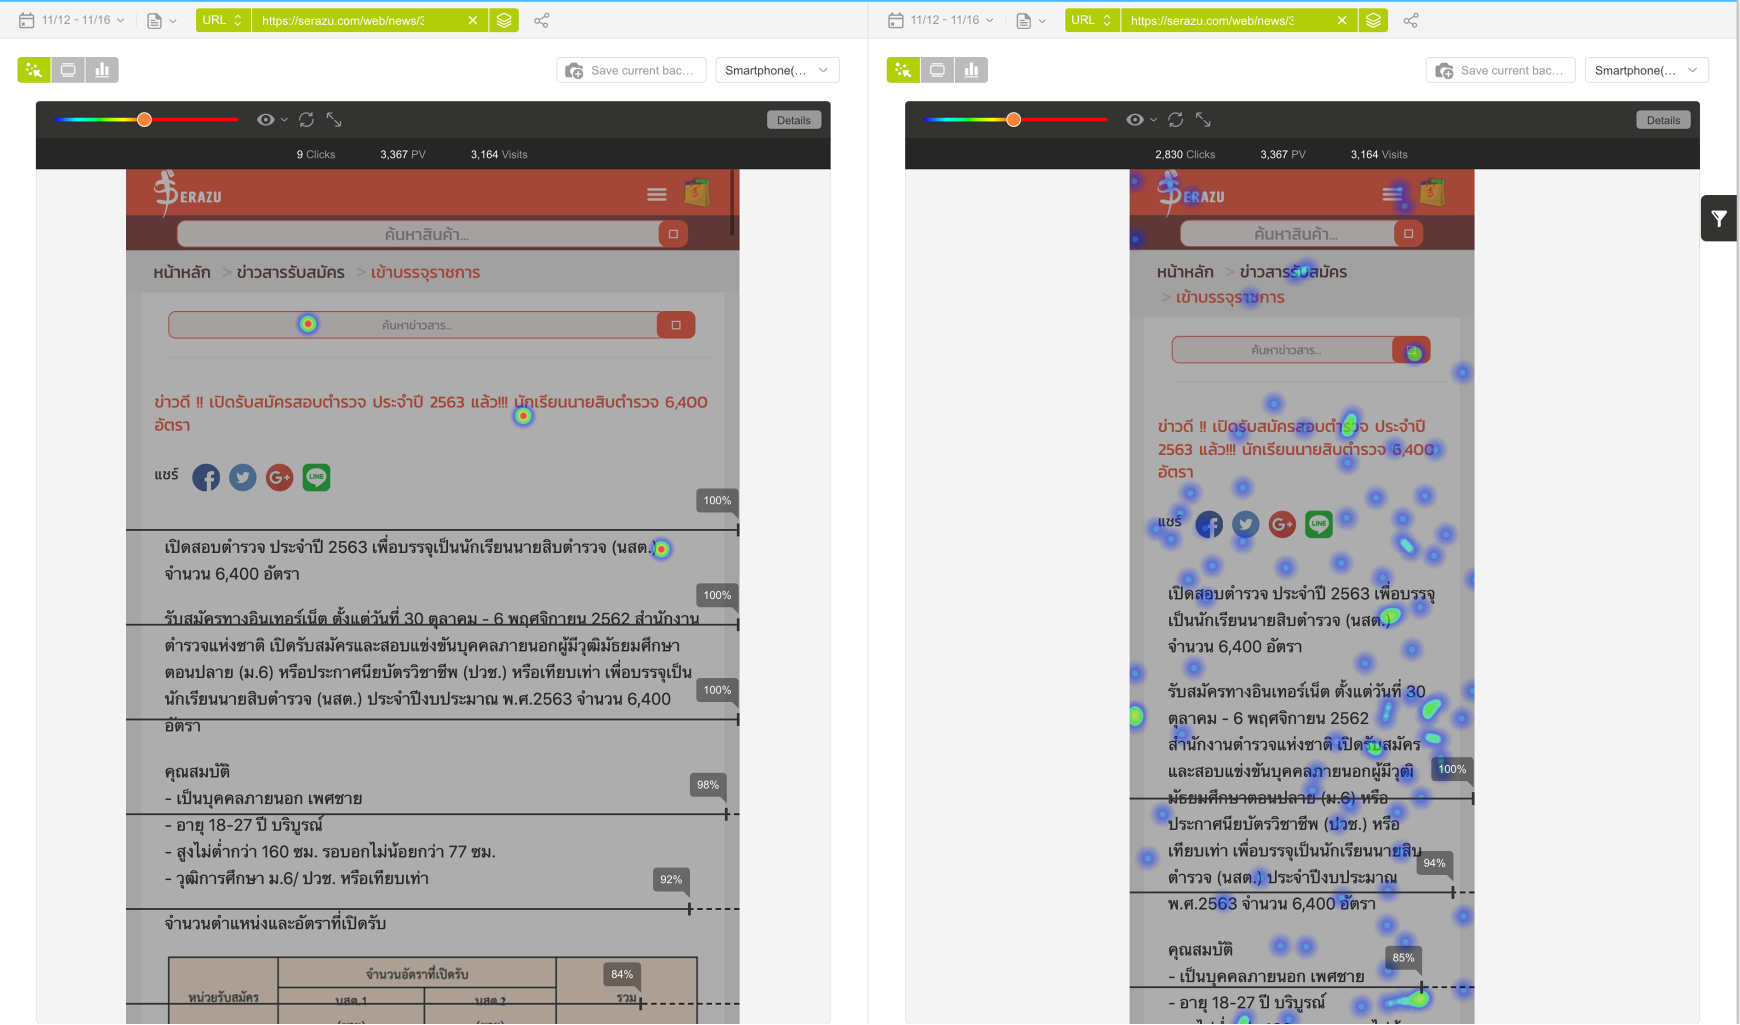 11/12 - 11/16
URL
https://serazu.com/web/news/3
Save current bac...
Smartphone(...
Details
9 Clicks 3,367 PV 3,164 Visits
SERAZU
ค้นหาสินค้า...
หน้าหลัก > ข่าวสารรับสมัคร > เข้าบรรจุราชการ
ค้นหาข่าวสาร...
ข่าวดี !! เปิดรับสมัครสอบตำรวจ ประจำปี 2563 แล้ว!!! นักเรียนนายสิบตำรวจ 6,400
อัตรา
แชร์
G+
LINE
100%
เปิดสอบตำรวจ ประจำปี 2563 เพื่อบรรจุเป็นนักเรียนนายสิบตำรวจ (นสต.)
จำนวน 6,400 อัตรา
100%
รับสมัครทางอินเทอร์เน็ต ตั้งแต่วันที่ 30 ตุลาคม - 6 พฤศจิกายน 2562 สำนักงาน
ตำรวจแห่งชาติ เปิดรับสมัครและสอบแข่งขันบุคคลภายนอกผู้มีวุฒิมัธยมศึกษา
ตอนปลาย (ม.6) หรือประกาศนียบัตรวิชาชีพ (ปวช.) หรือเทียบเท่า เพื่อบรรจุเป็น
100%
นักเรียนนายสิบตำรวจ (นสต.) ประจำปีงบประมาณ พ.ศ.2563 จำนวน 6,400
อัตรา
คุณสมบัติ
98%
- เป็นบุคคลภายนอก เพศชาย
- อายุ 18-27 ปี บริบูรณ์
- สูงไม่ต่ำกว่า 160 ซม. รอบอกไม่น้อยกว่า 77 ซม.
- วุฒิการศึกษา ม.6/ ปวช. หรือเทียบเท่า
92%
จำนวนตำแหน่งและอัตราที่เปิดรับ
จำนวนอัตราที่เปิดรับ
84%
หน่วยรับสมัคร นสต.1 นสต.2 รวม
11/12 - 11/16
URL
https://serazu.com/web/news/3
Save current bac...
Smartphone(...
Details
2,830 Clicks 3,367 PV 3,164 Visits
SERAZU
ค้นหาสินค้า...
หน้าหลัก > ข่าวสารรับสมัคร
> เข้าบรรจุราชการ
ค้นหาข่าวสาร...
ข่าวดี !! เปิดรับสมัครสอบตำรวจ ประจำปี
2563 แล้ว!!! นักเรียนนายสิบตำรวจ 6,400
อัตรา
แชร์
G+
LINE
เปิดสอบตำรวจ ประจำปี 2563 เพื่อบรรจุ
เป็นนักเรียนนายสิบตำรวจ (นสต.)
จำนวน 6,400 อัตรา
รับสมัครทางอินเทอร์เน็ต ตั้งแต่วันที่ 30
ตุลาคม - 6 พฤศจิกายน 2562
สำนักงานตำรวจแห่งชาติ เปิดรับสมัคร
และสอบแข่งขันบุคคลภายนอกผู้มีวุฒิ
100%
มัธยมศึกษาตอนปลาย (ม.6) หรือ
ประกาศนียบัตรวิชาชีพ (ปวช.) หรือ
เทียบเท่า เพื่อบรรจุเป็นนักเรียนนายสิบ
94%
ตำรวจ (นสต.) ประจำปีงบประมาณ
พ.ศ.2563 จำนวน 6,400 อัตรา
คุณสมบัติ
85%
- เป็นบุคคลภายนอก เพศชาย
- อายุ 18-27 ปี บริบูรณ์